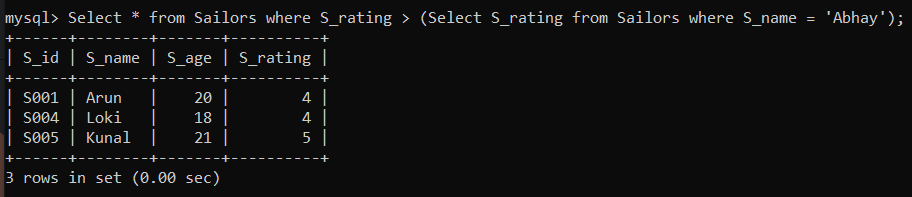 mysql> Select * from Sailors where S_rating > (Select S_rating from Sailors where S_name = 'Abhay');
+------+--------+-------+----------+
| S_id | S_name | S_age | S_rating |
+------+--------+-------+----------+
| S001 | Arun   |    20 |        4 |
| S004 | Loki   |    18 |        4 |
| S005 | Kunal  |    21 |        5 |
+------+--------+-------+----------+
3 rows in set (0.00 sec)